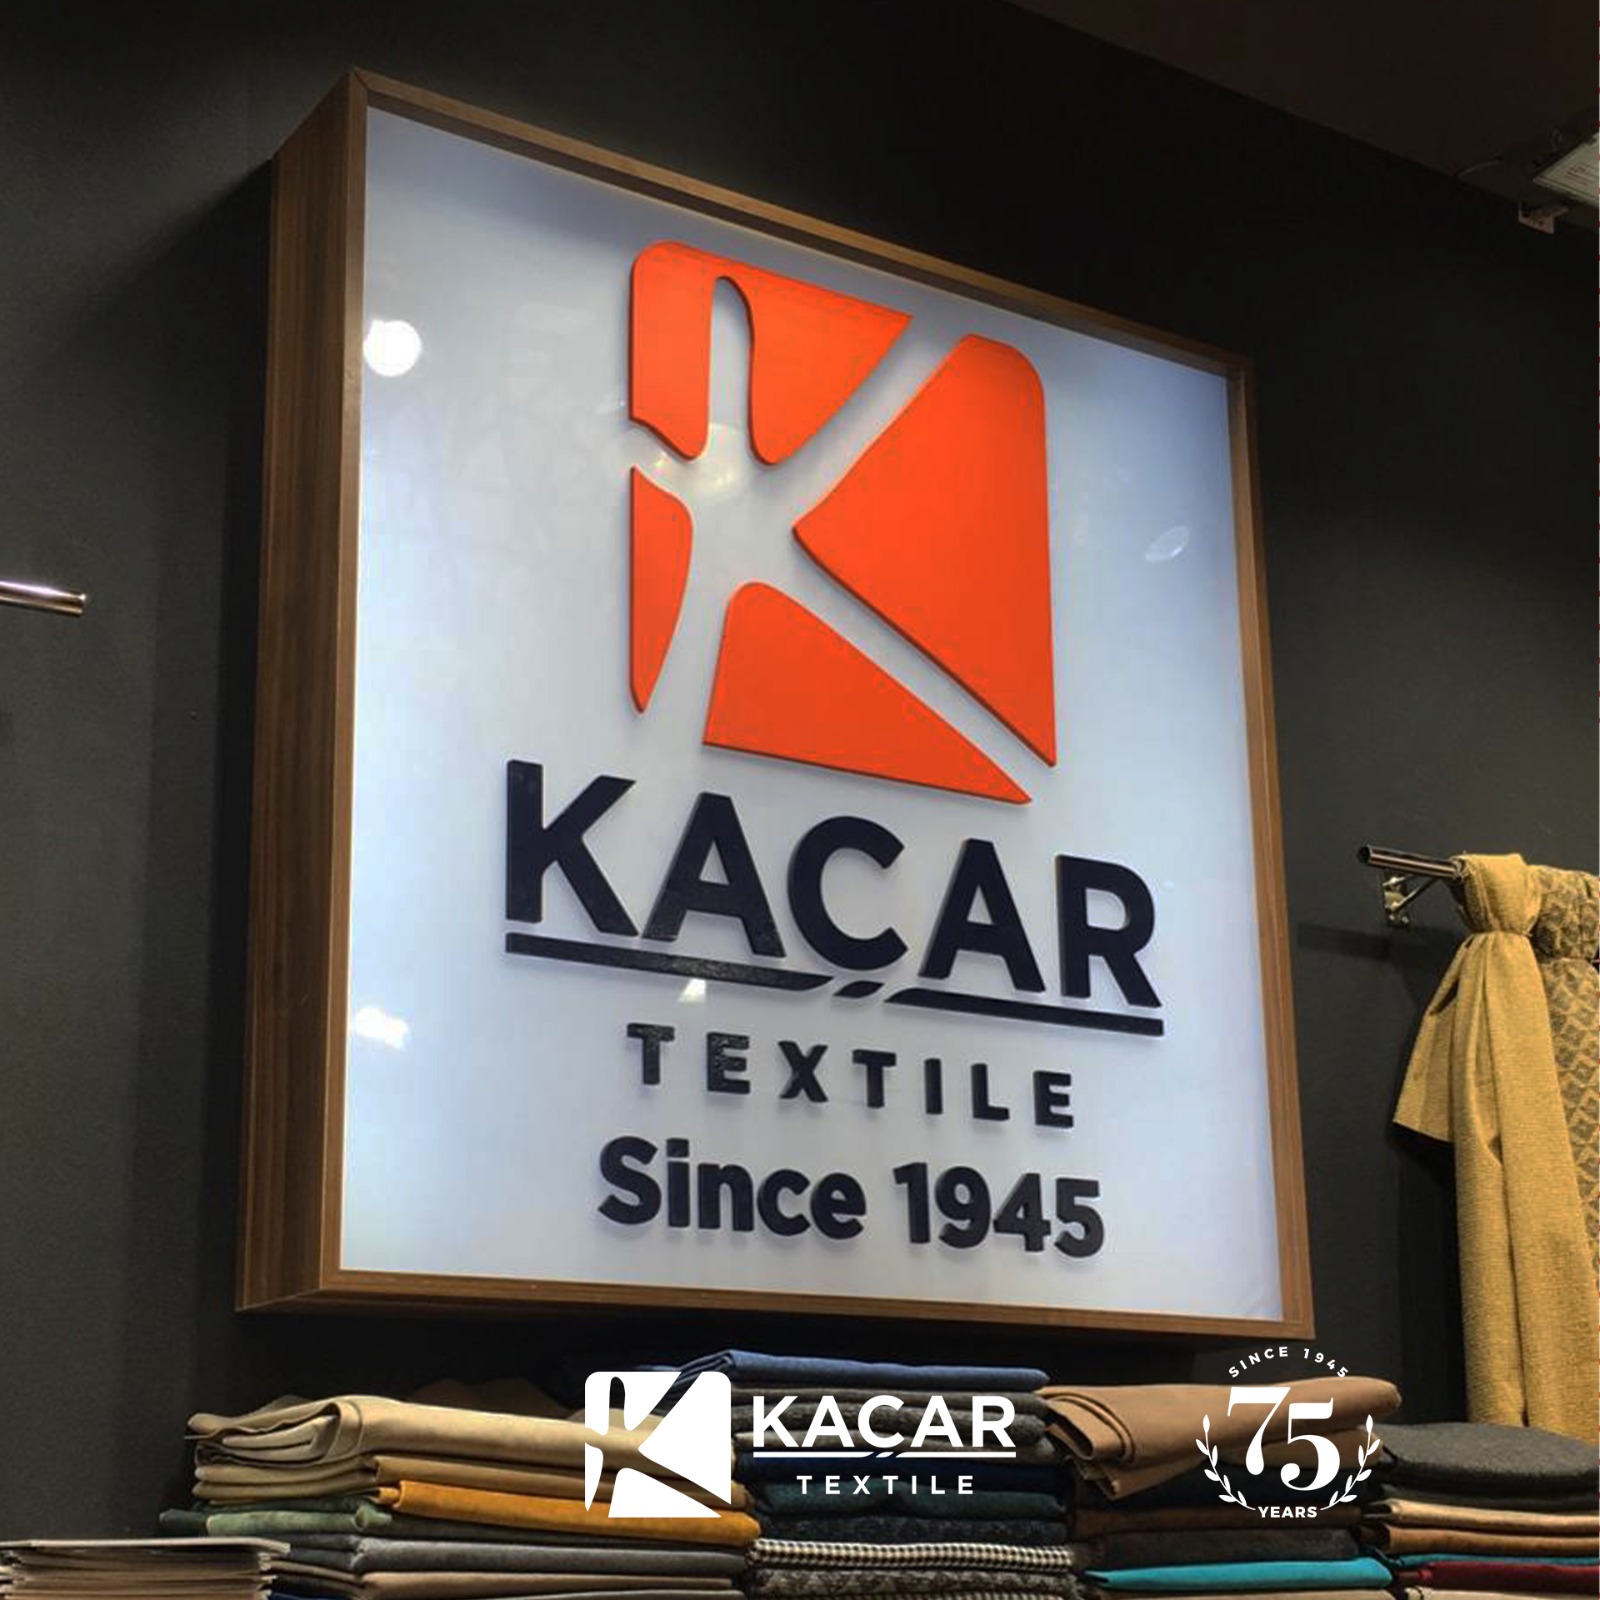 KAÇAR
TEXTILE
Since 1945
KAÇAR
TEXTILE
SINCE 1945
75
YEARS